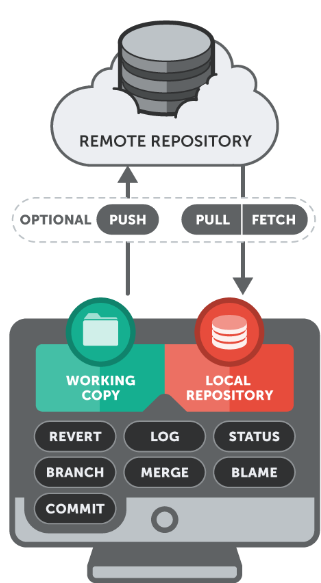 REMOTE REPOSITORY
OPTIONAL PUSH PULL FETCH
WORKING COPY
LOCAL REPOSITORY
REVERT LOG STATUS
BRANCH MERGE BLAME
COMMIT